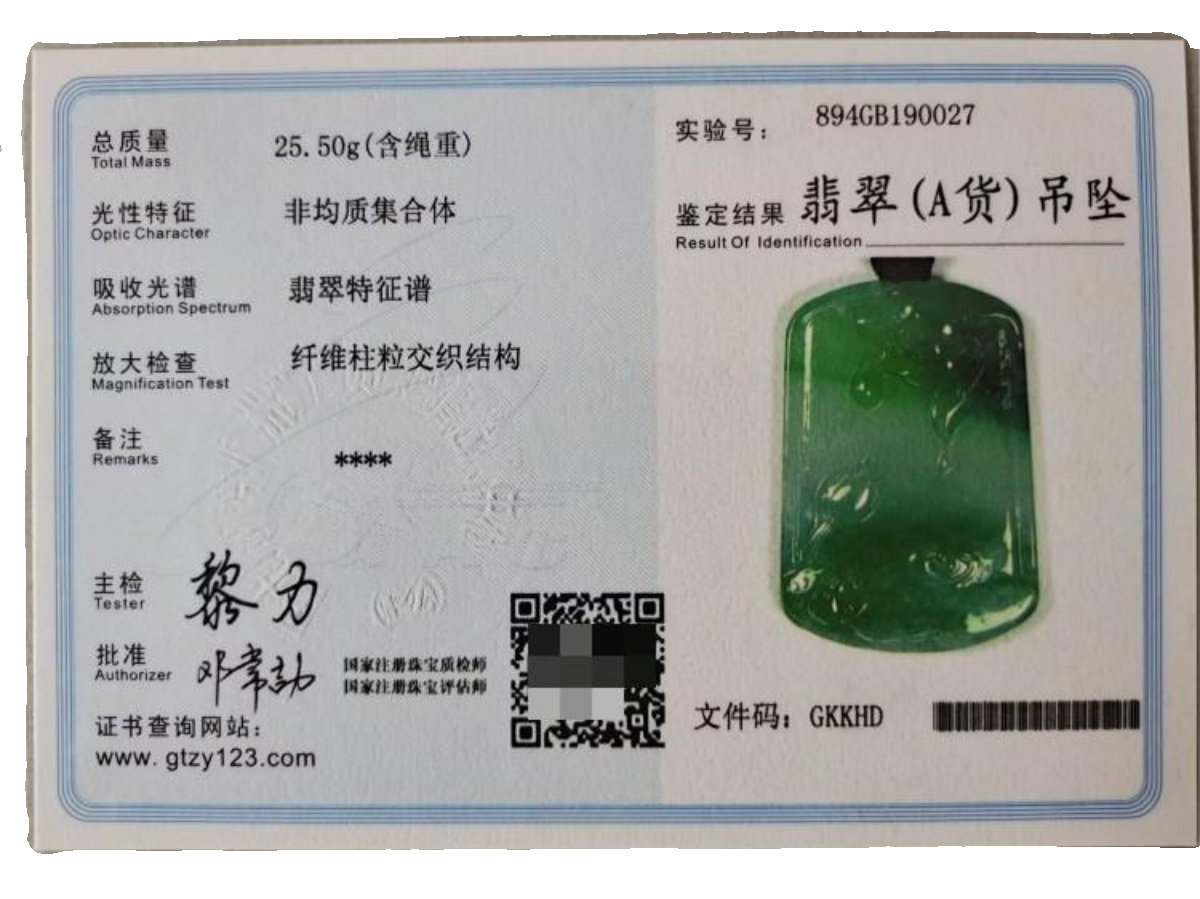 总质量 25.50g(含绳重)
Total Mass
光性特征 非均质集合体
Optic Character
吸收光谱 翡翠特征谱
Absorption Spectrum
放大检查 纤维柱粒交织结构
Magnification Test
备注
Remarks ****
主检 黎力
Tester
批准 邓常劼
Authorizer
国家注册珠宝质检师
国家注册珠宝评估师
证书查询网站：
www.gtzy123.com
实验号： 894GB190027
鉴定结果 翡翠(A货)吊坠
Result Of Identification
文件码：GKKHD